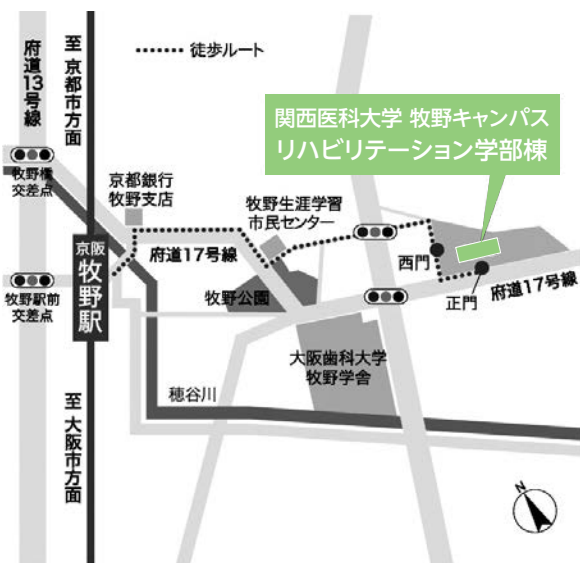 徒歩ルート
府道13号線
至 京都市方面
関西医科大学 牧野キャンパス
リハビリテーション学部棟
牧野橋
交差点
京都銀行
牧野支店
牧野生涯学習
市民センター
京阪
牧野駅
府道17号線
西門
牧野駅前
交差点
牧野公園
正門
府道17号線
大阪歯科大学
牧野学舎
穂谷川
至 大阪市方面
N